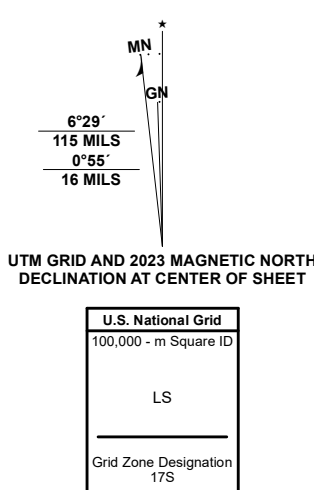 ★
MN
GN
6°29´
115 MILS
0°55´
16 MILS
UTM GRID AND 2023 MAGNETIC NORTH
DECLINATION AT CENTER OF SHEET
U.S. National Grid
100,000 - m Square ID
LS
Grid Zone Designation
17S